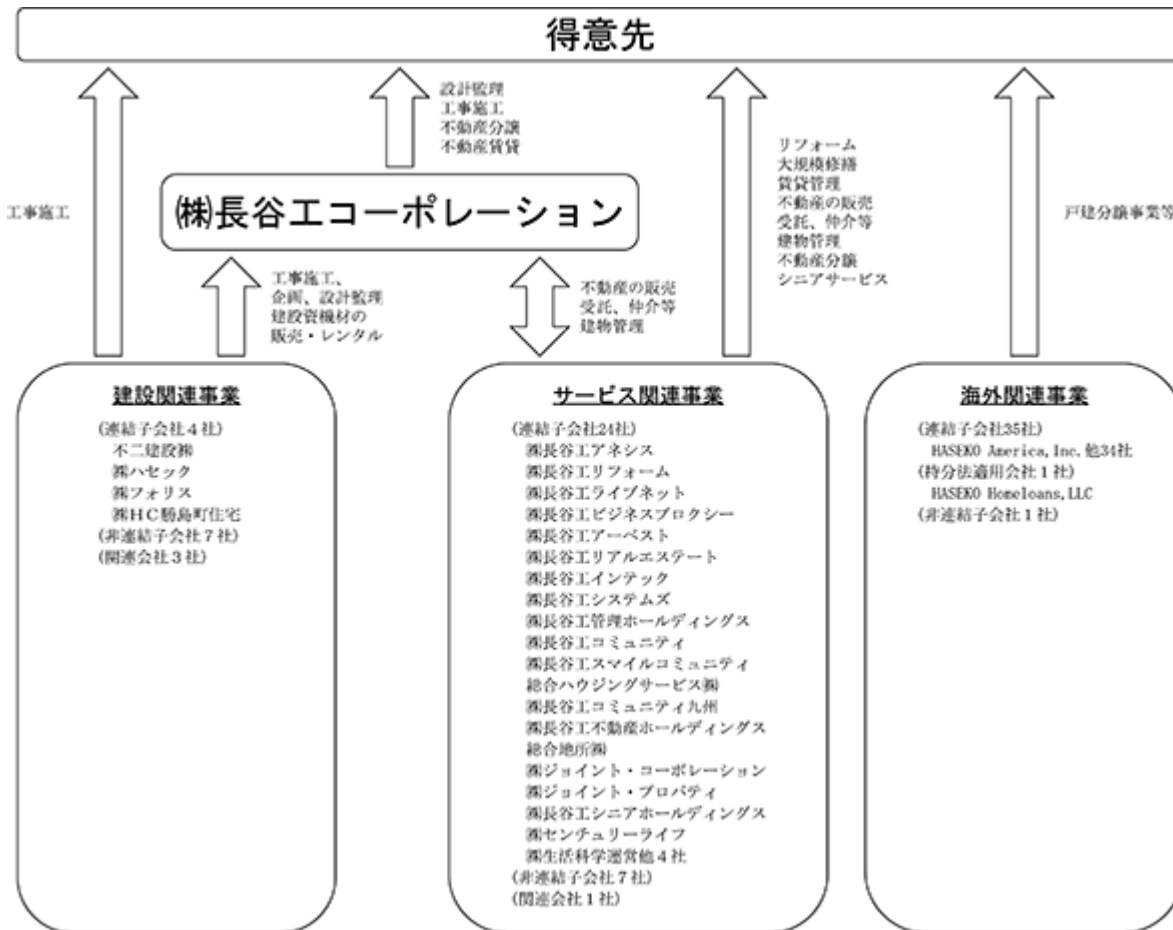 得意先
設計監理
工事施工
不動産分譲
不動産賃貸
リフォーム
大規模修繕
賃貸管理
不動産の販売
受託、仲介等
建物管理
不動産分譲
シニアサービス
工事施工
戸建分譲事業等
㈱長谷工コーポレーション
工事施工、
企画、設計監理
建設資機材の
販売・レンタル
不動産の販売
受託、仲介等
建物管理
建設関連事業
(連結子会社４社)
不二建設㈱
㈱ハセック
㈱フォリス
㈱ＨＣ勝島町住宅
(非連結子会社７社)
(関連会社３社)
サービス関連事業
(連結子会社24社)
㈱長谷工アネシス
㈱長谷工リフォーム
㈱長谷工ライブネット
㈱長谷工ビジネスプロクシー
㈱長谷工アーベスト
㈱長谷工リアルエステート
㈱長谷工インテック
㈱長谷工システムズ
㈱長谷工管理ホールディングス
㈱長谷工コミュニティ
㈱長谷工スマイルコミュニティ
総合ハウジングサービス㈱
㈱長谷工コミュニティ九州
㈱長谷工不動産ホールディングス
総合地所㈱
㈱ジョイント・コーポレーション
㈱ジョイント・プロパティ
㈱長谷工シニアホールディングス
㈱センチュリーライフ
㈱生活科学運営他４社
(非連結子会社７社)
(関連会社１社)
海外関連事業
(連結子会社35社)
HASEKO America,Inc.他34社
(持分法適用会社１社)
HASEKO Homeloans,LLC
(非連結子会社１社)